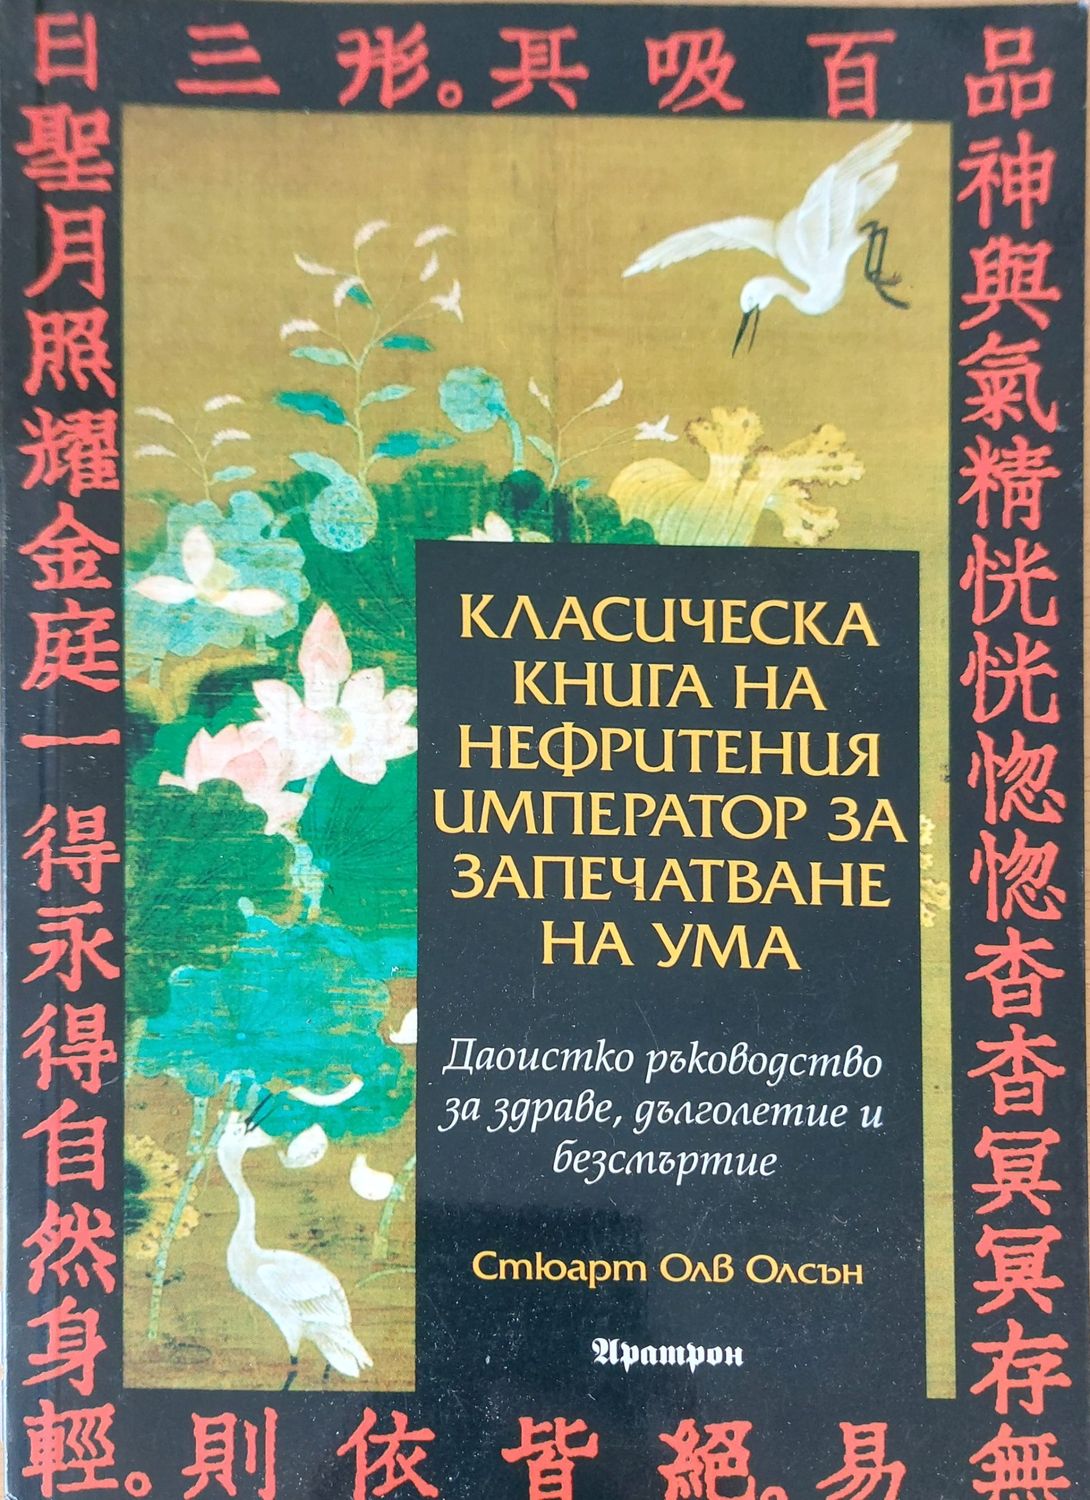 日三形。其吸百品
聖月照耀金庭一得永得自然身輕。
神與氣精恍恍惚惚杳杳冥冥存無
КЛАСИЧЕСКА
КНИГА НА
НЕФРИТЕНИЯ
ИМПЕРАТОР ЗА
ЗАПЕЧАТВАНЕ
НА УМА
Даоистко ръководство
за здраве, дълголетие и
безсмъртие
Стюарт Олв Олсън
Аратрон
則依皆絕。易